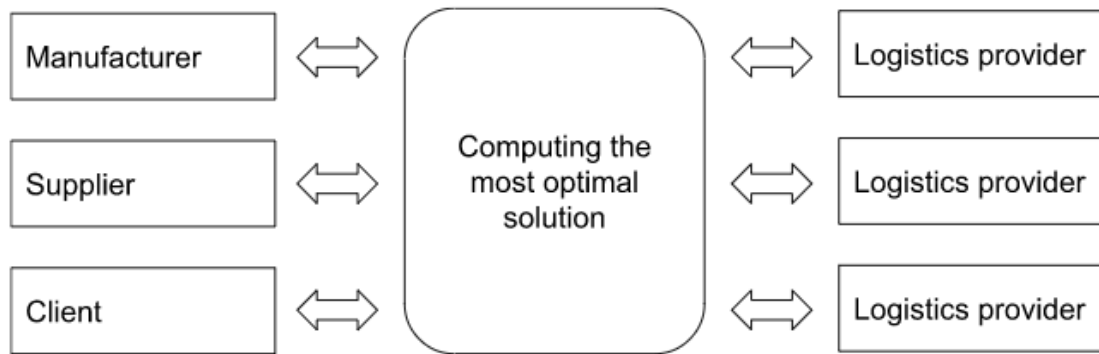 Manufacturer
Supplier
Client
Computing the
most optimal
solution
Logistics provider
Logistics provider
Logistics provider